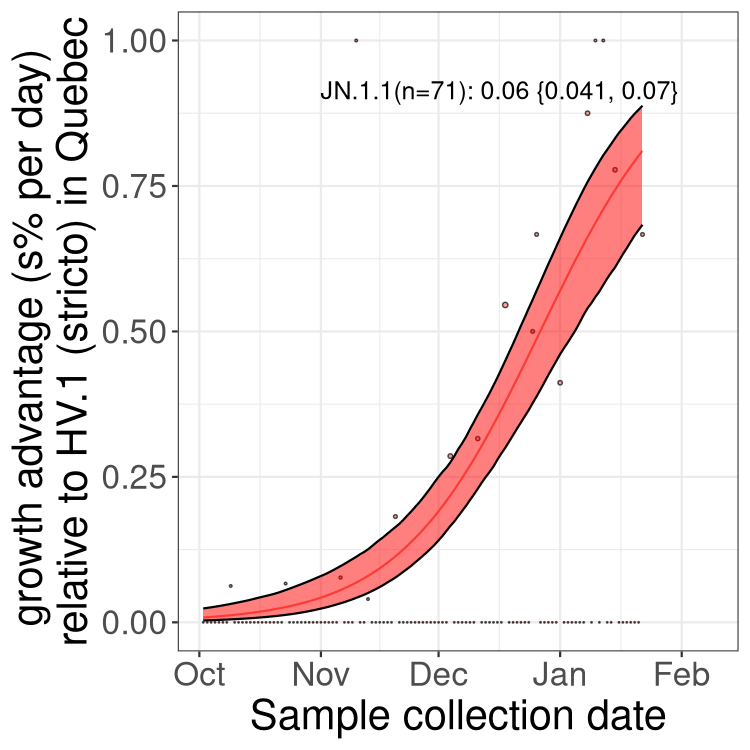 growth advantage (s% per day)
relative to HV.1 (stricto) in Quebec
1.00
0.75
0.50
0.25
0.00
JN.1.1(n=71): 0.06 {0.041, 0.07}
Oct Nov Dec Jan Feb
Sample collection date